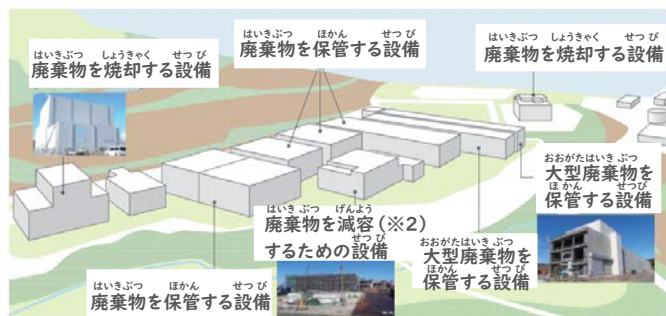 はいきぶつ しょうきゃく せつび
廃棄物を焼却する設備
はいきぶつ ほかん せつび
廃棄物を保管する設備
はいきぶつ しょうきゃく せつび
廃棄物を焼却する設備
おおがたはいきぶつ
大型廃棄物を
ほかん せつび
保管する設備
はいきぶつ げんよう
廃棄物を減容(※2)
せつび
するための設備
おおがたはいきぶつ
大型廃棄物を
ほかん せつび
保管する設備
はいきぶつ ほかん せつび
廃棄物を保管する設備